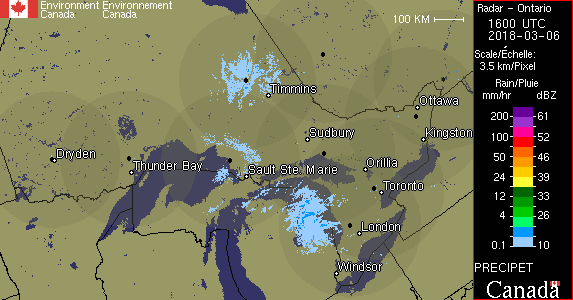 Environment Environnement
Canada Canada
100 KM
Timmins
Ottawa
Sudbury
Kingston
Dryden
Thunder Bay
Sault Ste. Marie
Orillia
Toronto
London
Windsor
Radar - Ontario
1600 UTC
2018-03-06
Scale/Échelle:
3.5 km/Pixel
Rain/Pluie
mm/hr dBZ
200 61
100 52
50 46
24 39
12 33
4 26
0.1 10
PRECIPET
Canada